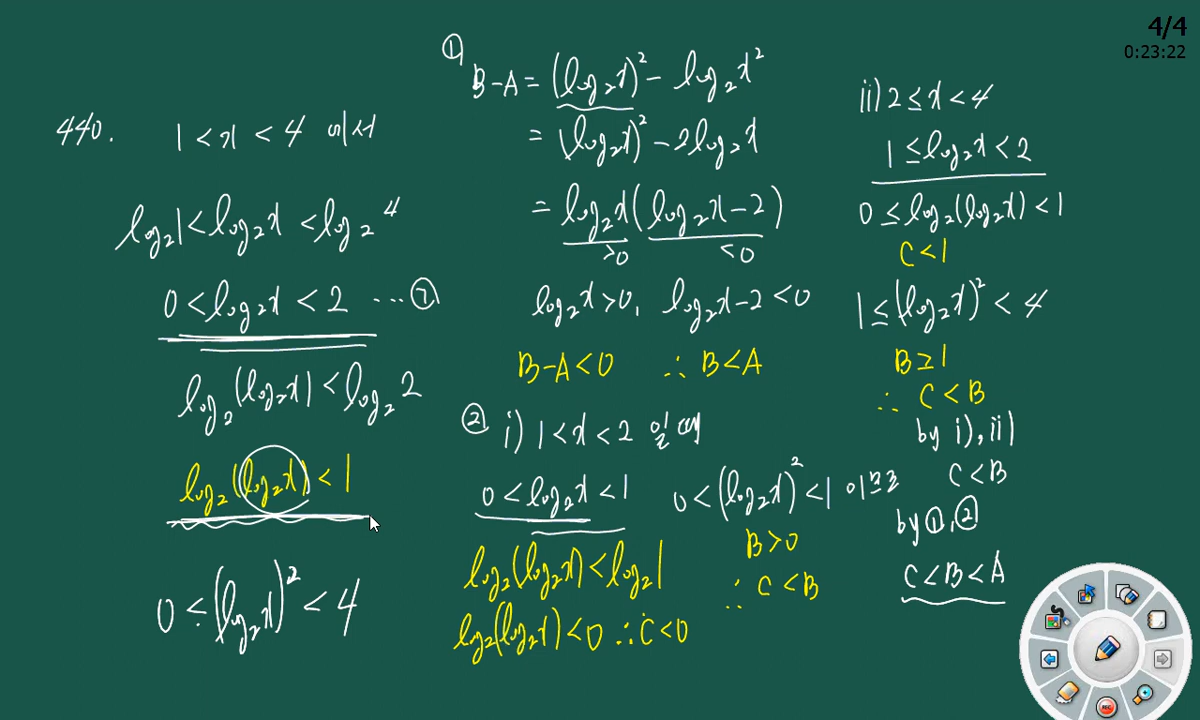 4/4
0:23:22
440. 1 < x < 4 에서
log₂1 < log₂x < log₂4
0 < log₂x < 2 … ㉠
log₂(log₂x) < log₂2
log₂(log₂x) < 1
0 < (log₂x)² < 4
①
B-A = (log₂x)² - log₂x²
= (log₂x)² - 2log₂x
= log₂x(log₂x-2)
>0 <0
log₂x>0, log₂x-2<0
B-A<0 ∴ B<A
② i) 1<x<2 일 때
0 < log₂x < 1 0 < (log₂x)² < 1 이므로
log₂(log₂x) < log₂1
B>0
log₂(log₂x) < 0 ∴ C<0
∴ C<B
ii) 2 ≤ x < 4
1 ≤ log₂x < 2
0 ≤ log₂(log₂x) < 1
C<1
1 ≤ (log₂x)² < 4
B≥1
∴ C<B
by i), ii)
C<B
by ①, ②
C<B<A
REC